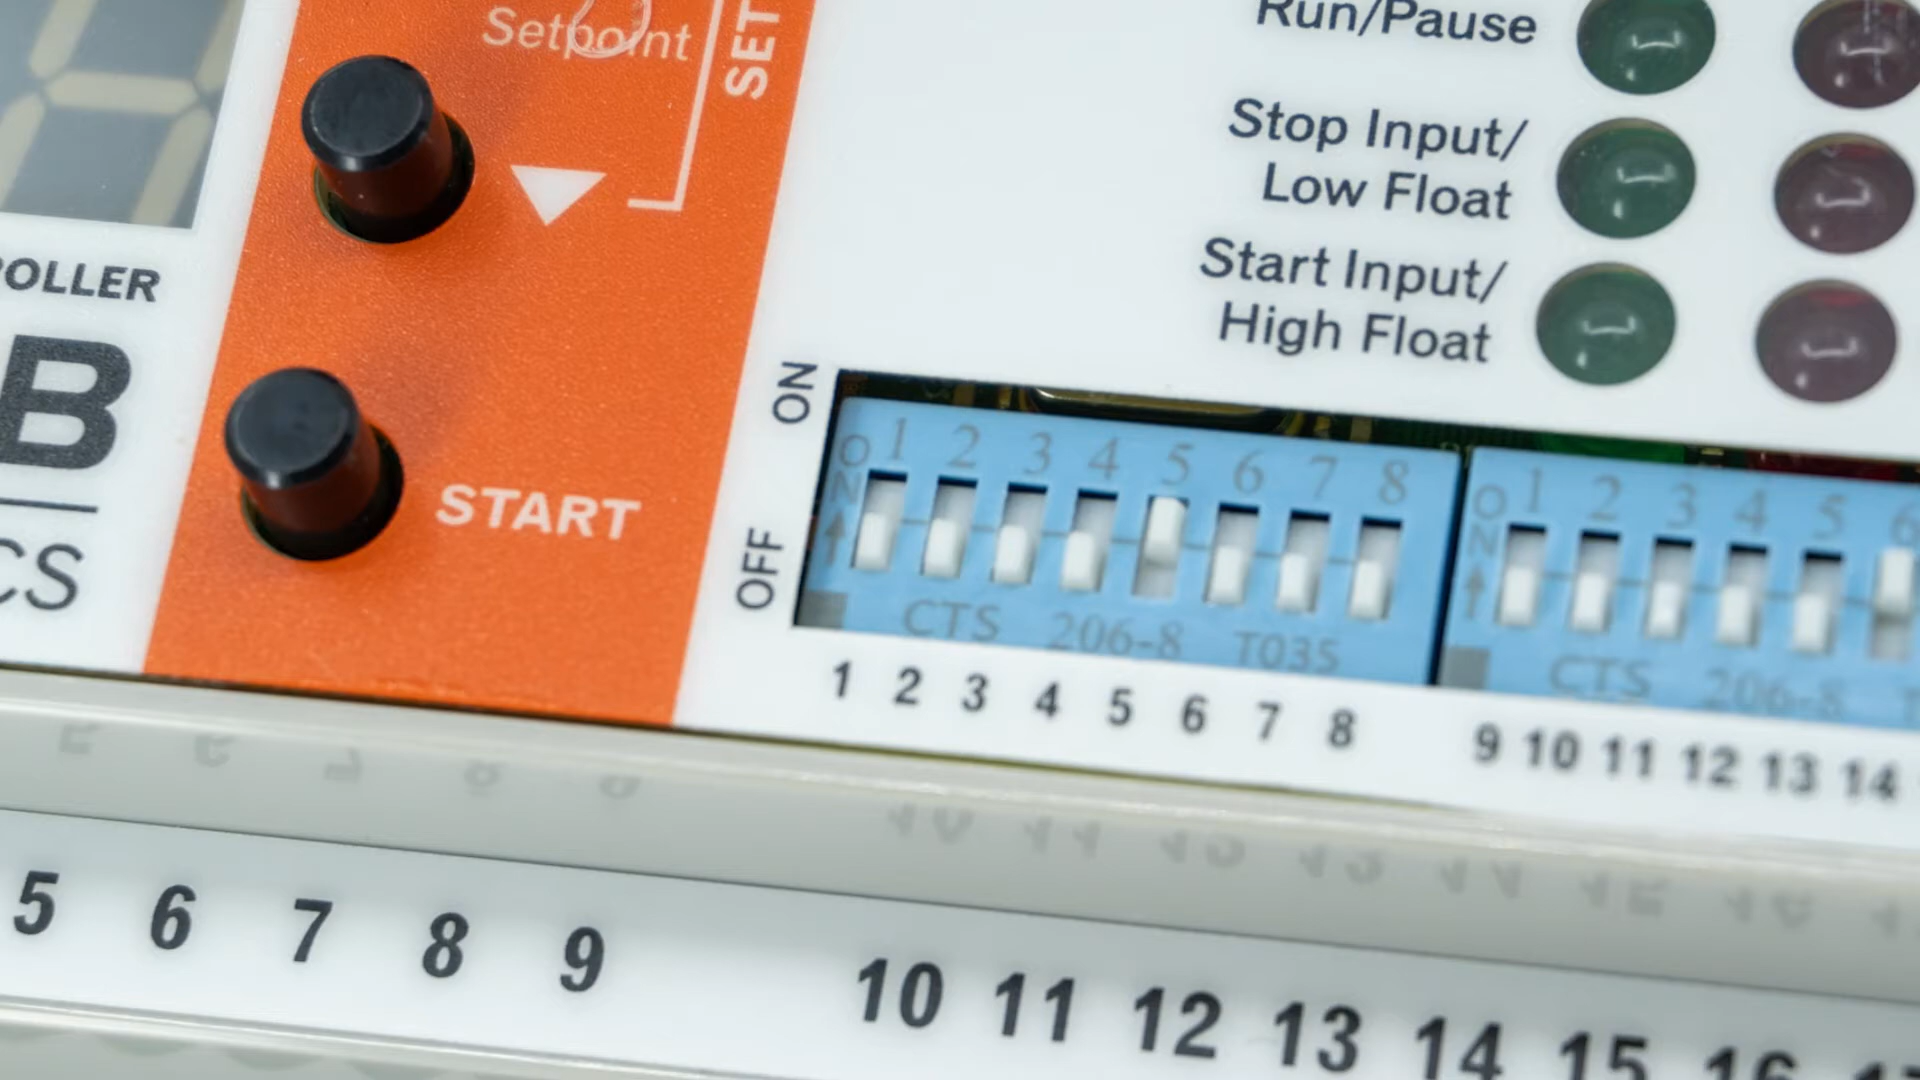 Setpoint
SET
Run/Pause
Stop Input/
Low Float
Start Input/
High Float
OLLER
B
CS
START
ON
OFF
ON 1 2 3 4 5 6 7 8
CTS 206-8 T035
ON 1 2 3 4 5 6
CTS 206-8 T
1 2 3 4 5 6 7 8
9 10 11 12 13 14
5 6 7 8 9 10 11 12 13 14 15 16